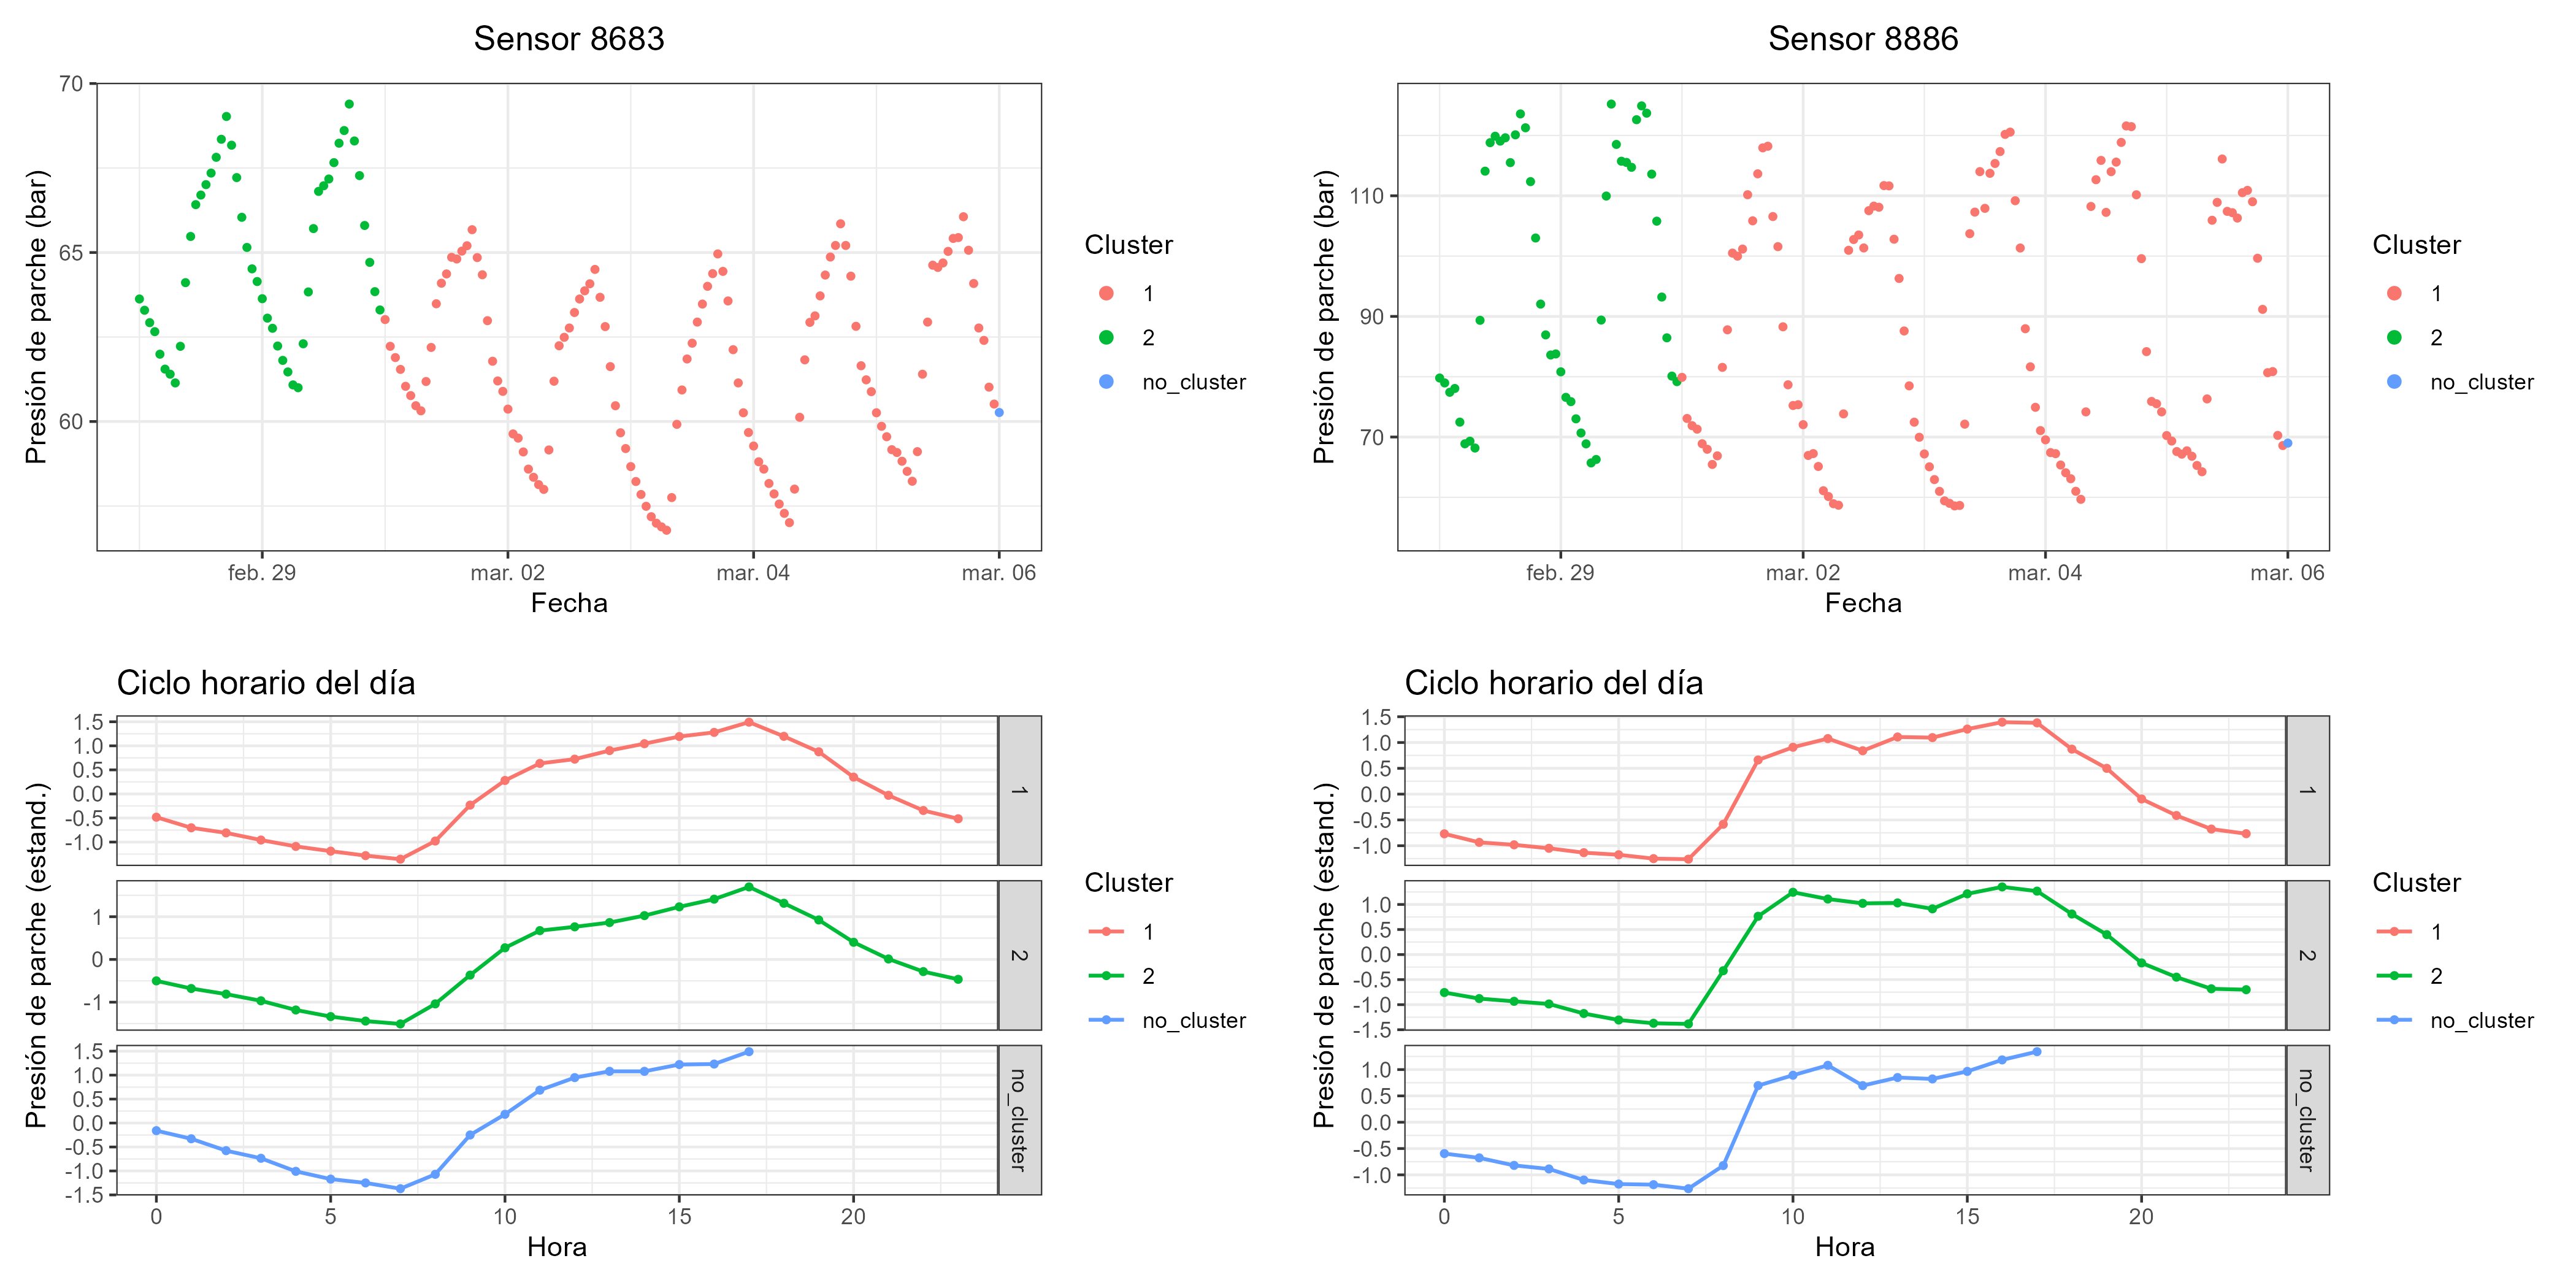 Sensor 8683
Presión de parche (bar)
70
65
60
feb. 29
mar. 02
mar. 04
mar. 06
Fecha
Cluster
1
2
no_cluster
Sensor 8886
Presión de parche (bar)
110
90
70
feb. 29
mar. 02
mar. 04
mar. 06
Fecha
Cluster
1
2
no_cluster
Ciclo horario del día
Presión de parche (estand.)
1.5
1.0
0.5
0.0
-0.5
-1.0
1
1
0
-1
2
1.5
1.0
0.5
0.0
-0.5
-1.0
-1.5
no_cluster
0
5
10
15
20
Hora
Cluster
1
2
no_cluster
Ciclo horario del día
Presión de parche (estand.)
1.5
1.0
0.5
0.0
-0.5
-1.0
1
1.0
0.5
0.0
-0.5
-1.0
-1.5
2
1.0
0.5
0.0
-0.5
-1.0
no_cluster
0
5
10
15
20
Hora
Cluster
1
2
no_cluster